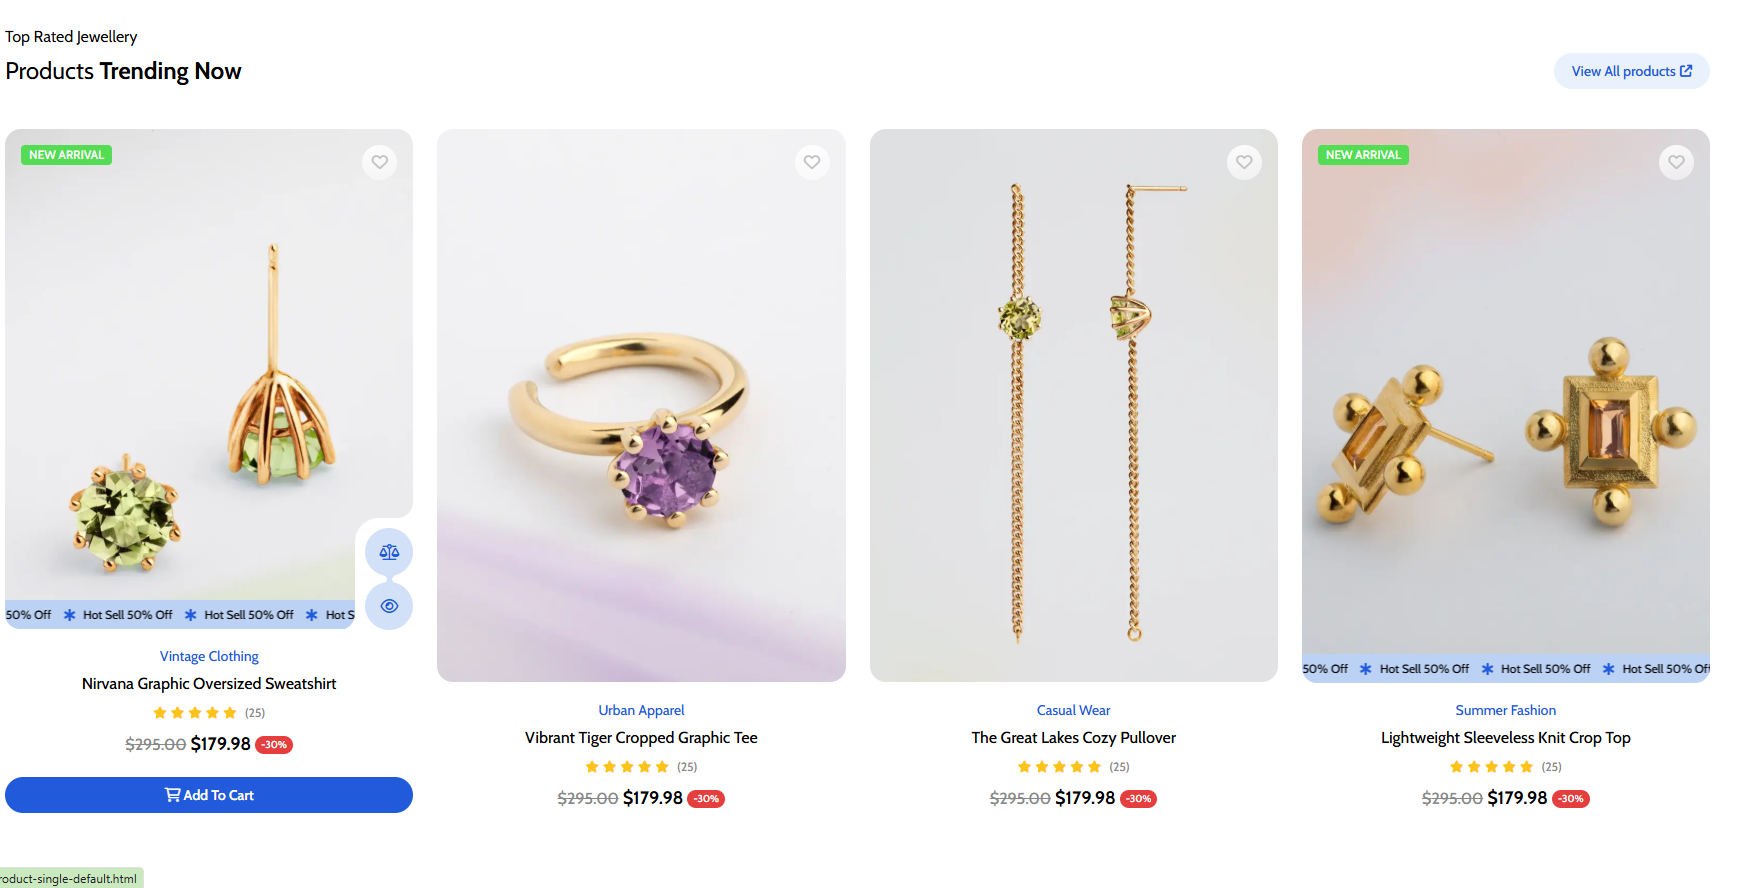 Top Rated Jewellery
Products Trending Now
View All products
NEW ARRIVAL
50% Off * Hot Sell 50% Off * Hot Sell 50% Off * Hot S
Vintage Clothing
Nirvana Graphic Oversized Sweatshirt
(25)
$295.00 $179.98 -30%
Add To Cart
Urban Apparel
Vibrant Tiger Cropped Graphic Tee
(25)
$295.00 $179.98 -30%
Casual Wear
The Great Lakes Cozy Pullover
(25)
$295.00 $179.98 -30%
NEW ARRIVAL
50% Off * Hot Sell 50% Off * Hot Sell 50% Off * Hot Sell 50% Off
Summer Fashion
Lightweight Sleeveless Knit Crop Top
(25)
$295.00 $179.98 -30%
roduct-single-default.html